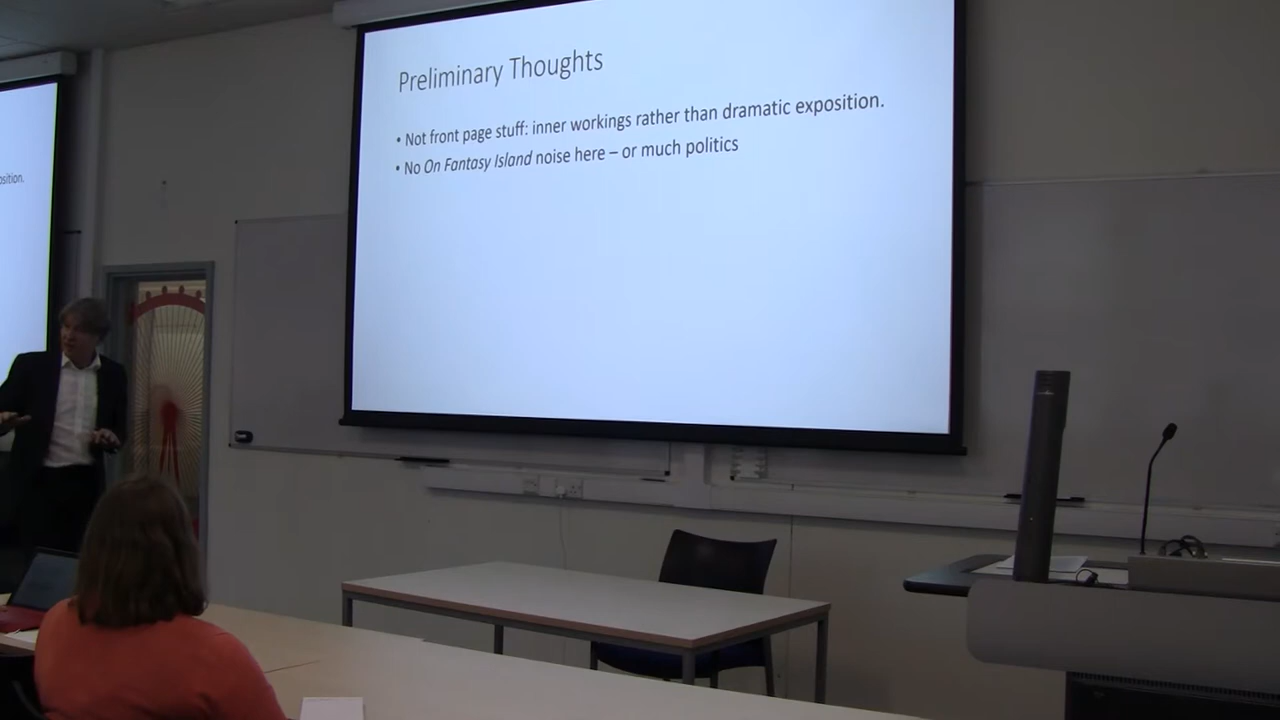 Preliminary Thoughts
• Not front page stuff: inner workings rather than dramatic exposition.
• No On Fantasy Island noise here – or much politics